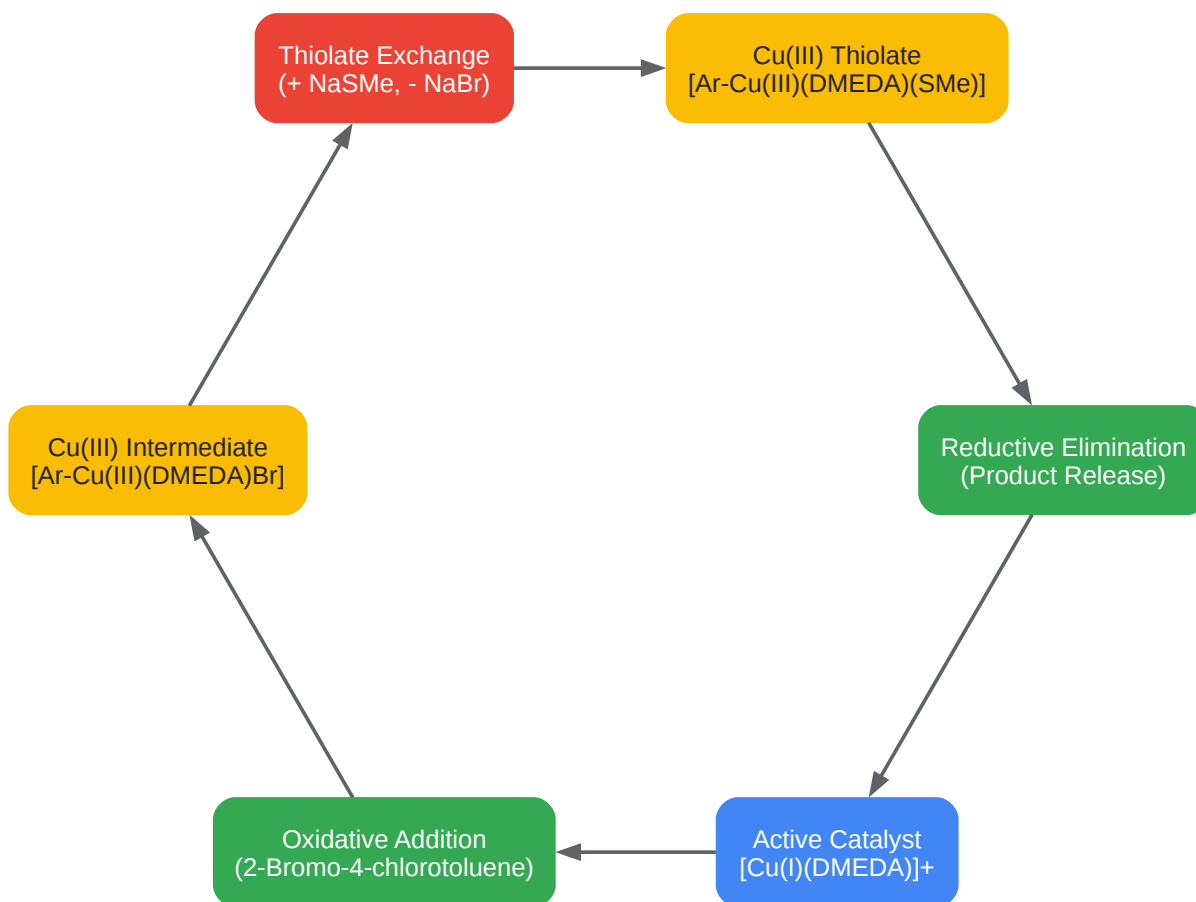 Thiolate Exchange
(+ NaSMe, - NaBr)
Cu(III) Thiolate
[Ar-Cu(III)(DMEDA)(SMe)]
Cu(III) Intermediate
[Ar-Cu(III)(DMEDA)Br]
Reductive Elimination
(Product Release)
Oxidative Addition
(2-Bromo-4-chlorotoluene)
Active Catalyst
[Cu(I)(DMEDA)]+